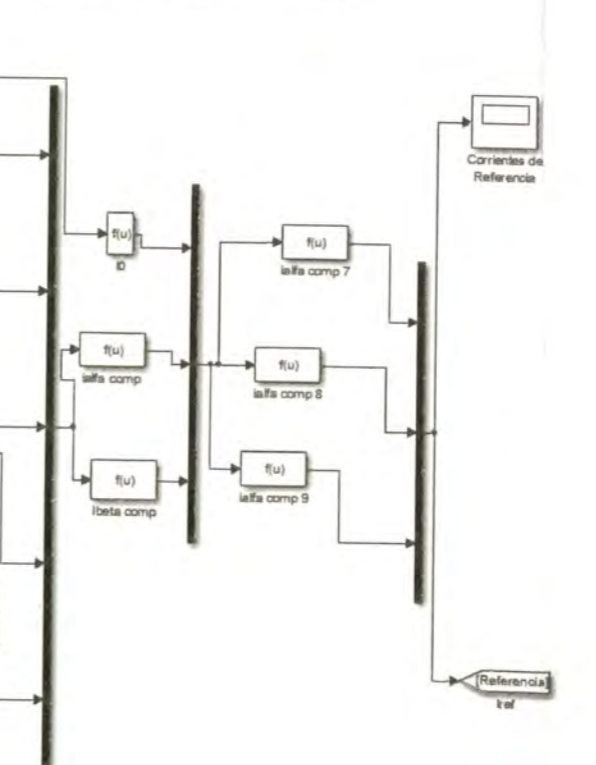 Corrientes de
Referencia
f(u)
I0
f(u)
ialfa comp 7
f(u)
ialfa comp
f(u)
ialfa comp 8
f(u)
Ibeta comp
f(u)
ialfa comp 9
[Referencia]
Iref